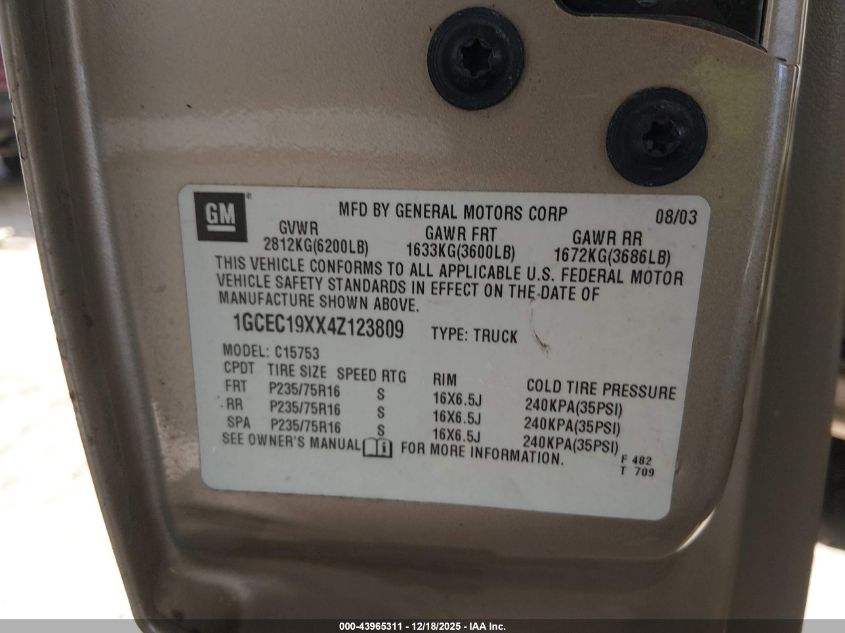 GM
MFD BY GENERAL MOTORS CORP 08/03
GVWR GAWR FRT GAWR RR
2812KG(6200LB) 1633KG(3600LB) 1672KG(3686LB)
THIS VEHICLE CONFORMS TO ALL APPLICABLE U.S. FEDERAL MOTOR
VEHICLE SAFETY STANDARDS IN EFFECT ON THE DATE OF
MANUFACTURE SHOWN ABOVE.
1GCEC19XX4Z123809 TYPE: TRUCK
MODEL: C15753
CPDT TIRE SIZE SPEED RTG RIM COLD TIRE PRESSURE
FRT P235/75R16 S 16X6.5J 240KPA(35PSI)
RR P235/75R16 S 16X6.5J 240KPA(35PSI)
SPA P235/75R16 S 16X6.5J 240KPA(35PSI)
SEE OWNER'S MANUAL FOR MORE INFORMATION.
F 482
T 709
000-43965311 - 12/18/2025 - IAA Inc.